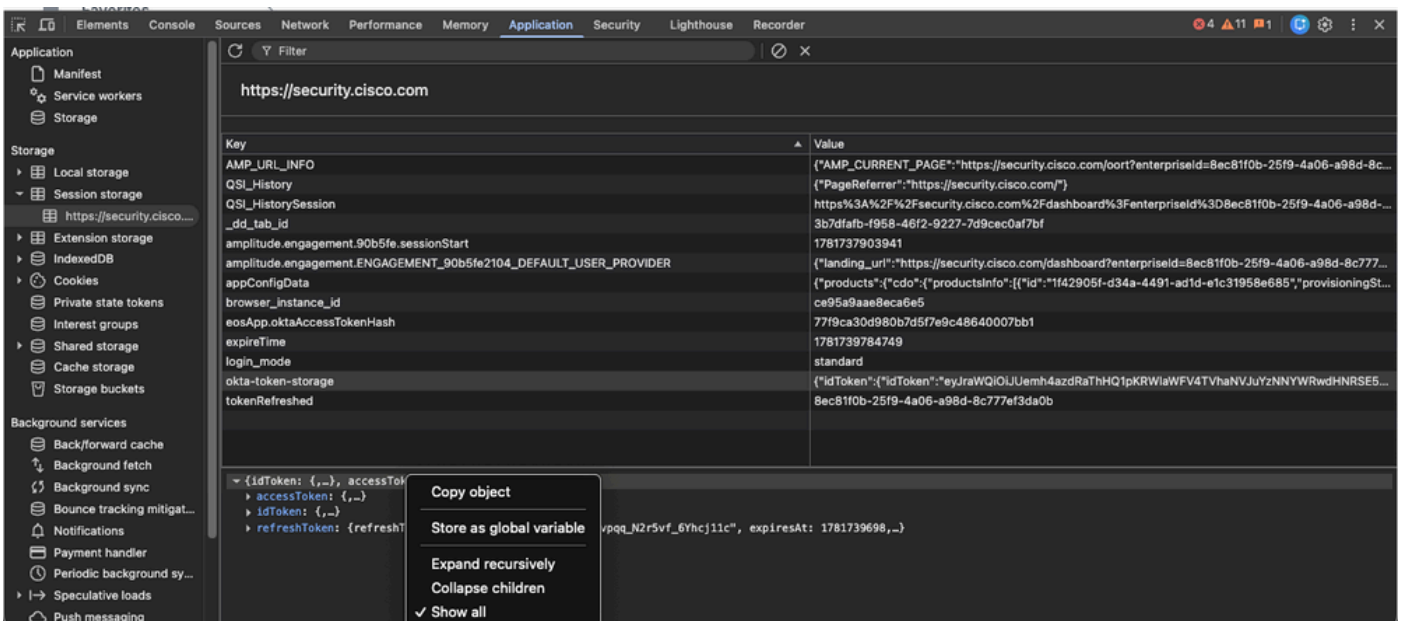 Elements Console Sources Network Performance Memory Application Security Lighthouse Recorder 4 11 1
Application
Manifest
Service workers
Storage
Storage
Local storage
Session storage
https://security.cisco....
Extension storage
IndexedDB
Cookies
Private state tokens
Interest groups
Shared storage
Cache storage
Storage buckets
Background services
Back/forward cache
Background fetch
Background sync
Bounce tracking mitigat...
Notifications
Payment handler
Periodic background sy...
Speculative loads
Push messaging
Filter
https://security.cisco.com
Key Value
AMP_URL_INFO {"AMP_CURRENT_PAGE":"https://security.cisco.com/oort?enterpriseId=8ec81f0b-25f9-4a06-a98d-8c...
QSI_History {"PageReferrer":"https://security.cisco.com/"}
QSI_HistorySession https%3A%2F%2Fsecurity.cisco.com%2Fdashboard%3FenterpriseId%3D8ec81f0b-25f9-4a06-a98d-...
_dd_tab_id 3b7dfafb-f958-46f2-9227-7d9cec0af7bf
amplitude.engagement.90b5fe.sessionStart 1781737903941
amplitude.engagement.ENGAGEMENT_90b5fe2104_DEFAULT_USER_PROVIDER {"landing_url":"https://security.cisco.com/dashboard?enterpriseId=8ec81f0b-25f9-4a06-a98d-8c777...
appConfigData {"products":{"cdo":{"productsInfo":[{"id":"1f42905f-d34a-4491-ad1d-e1c31958e685","provisioningSt...
browser_instance_id ce95a9aae8eca6e5
eosApp.oktaAccessTokenHash 77f9ca30d980b7d5f7e9c48640007bb1
expireTime 1781739784749
login_mode standard
okta-token-storage {"idToken":{"idToken":"eyJraWQiOiJUemh4azdRaThHQ1pKRWlaWFV4TVhaNVJuYzNNYWRwdHNRSE5...
tokenRefreshed 8ec81f0b-25f9-4a06-a98d-8c777ef3da0b
{idToken: {,…}, accessTok
accessToken: {,…}
idToken: {,…}
refreshToken: {refreshT vpqq_N2r5vf_6Yhcj11c", expiresAt: 1781739698,…}
Copy object
Store as global variable
Expand recursively
Collapse children
Show all